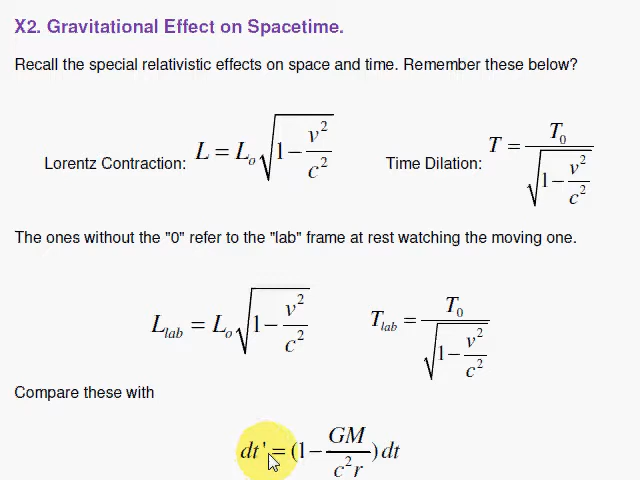 X2. Gravitational Effect on Spacetime.
Recall the special relativistic effects on space and time. Remember these below?
Lorentz Contraction: L = L_o √(1 − v²/c²) Time Dilation: T = T_0 / √(1 − v²/c²)
The ones without the "0" refer to the "lab" frame at rest watching the moving one.
L_lab = L_o √(1 − v²/c²) T_lab = T_0 / √(1 − v²/c²)
Compare these with
dt' = (1 − GM/c²r) dt